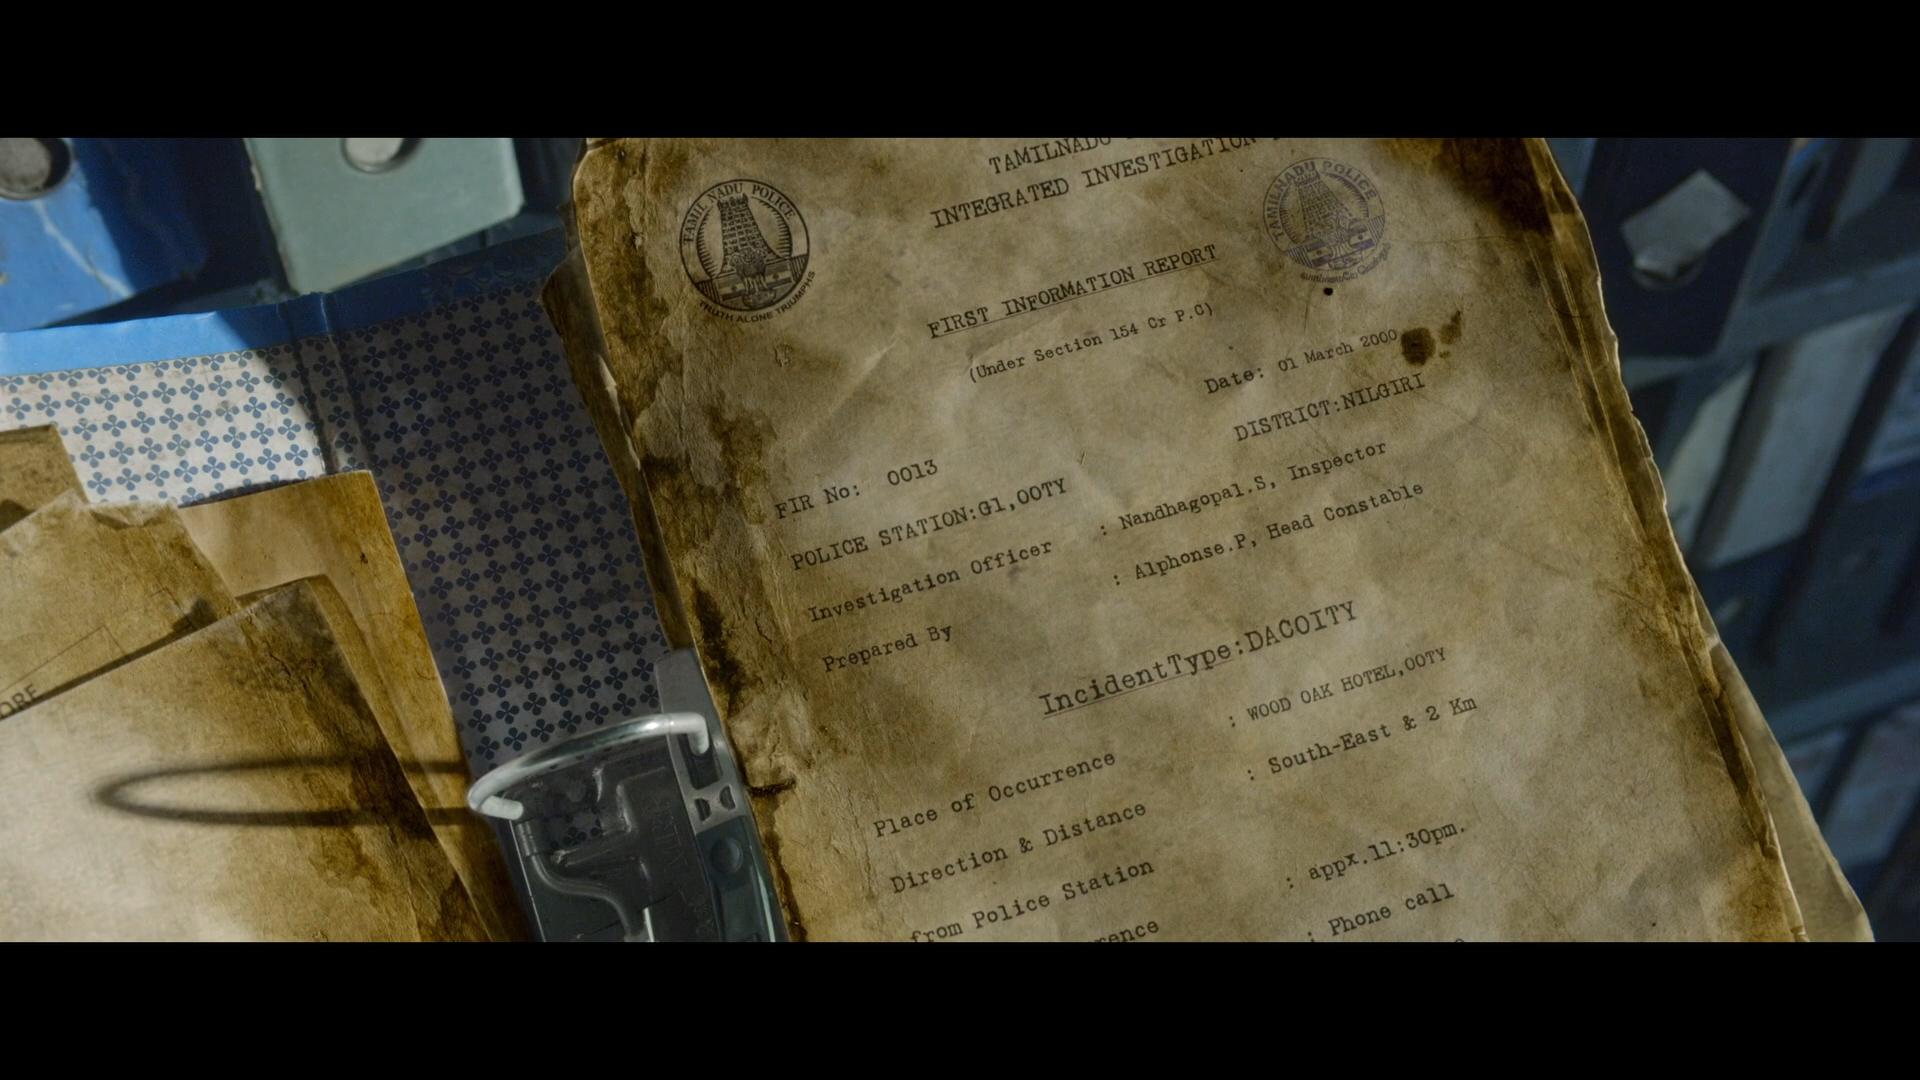 TAMILNADU
INTEGRATED INVESTIGATION
TAMIL NADU POLICE
TRUTH ALONE TRIUMPHS
TAMILNADU POLICE
FIRST INFORMATION REPORT
(Under Section 154 Cr P.C)
Date: 01 March 2000
DISTRICT:NILGIRI
FIR No: 0013
POLICE STATION:G1,OOTY
Investigation Officer : Nandhagopal.S, Inspector
Prepared By : Alphonse.P, Head Constable
IncidentType:DACOITY
Place of Occurrence : WOOD OAK HOTEL,OOTY
Direction & Distance : South-East & 2 Km
from Police Station
: appx.11:30pm.
: Phone call